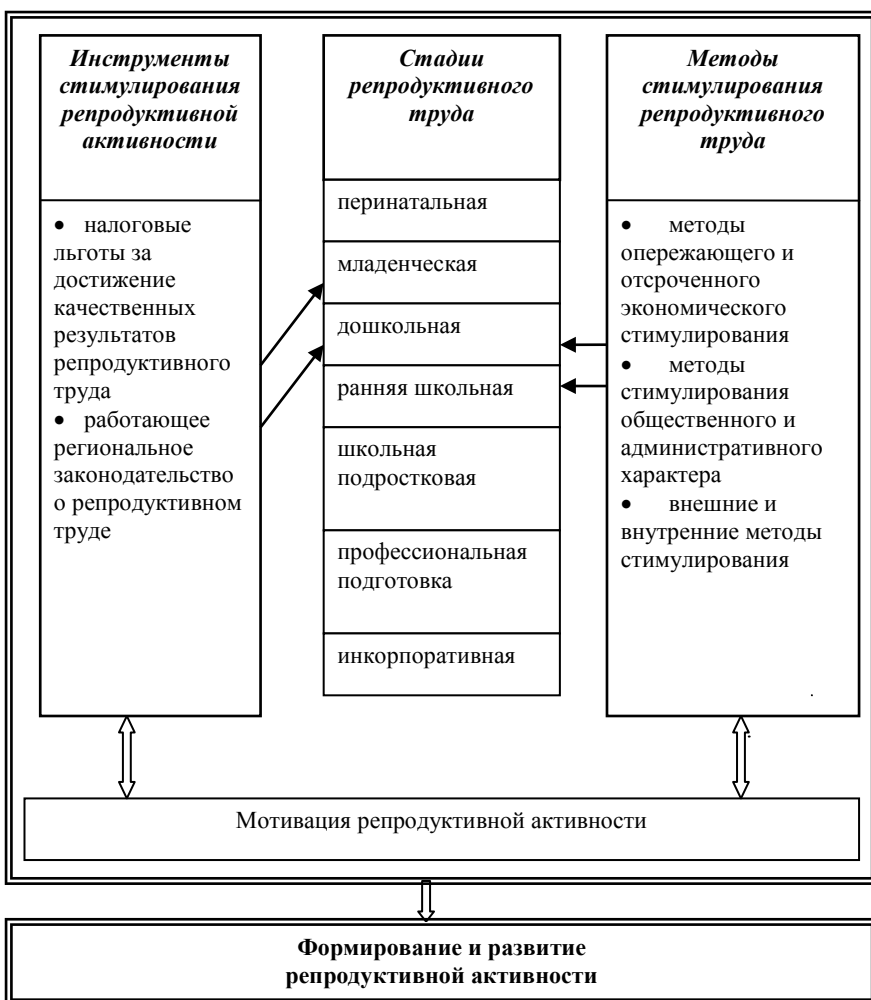 Инструменты
стимулирования
репродуктивной
активности
• налоговые
льготы за
достижение
качественных
результатов
репродуктивного
труда
• работающее
региональное
законодательство
о репродуктивном
труде
Стадии
репродуктивного
труда
перинатальная
младенческая
дошкольная
ранняя школьная
школьная
подростковая
профессиональная
подготовка
инкорпоративная
Методы
стимулирования
репродуктивного
труда
• методы
опережающего и
отсроченного
экономического
стимулирования
• методы
стимулирования
общественного и
административного
характера
• внешние и
внутренние методы
стимулирования
Мотивация репродуктивной активности
Формирование и развитие
репродуктивной активности